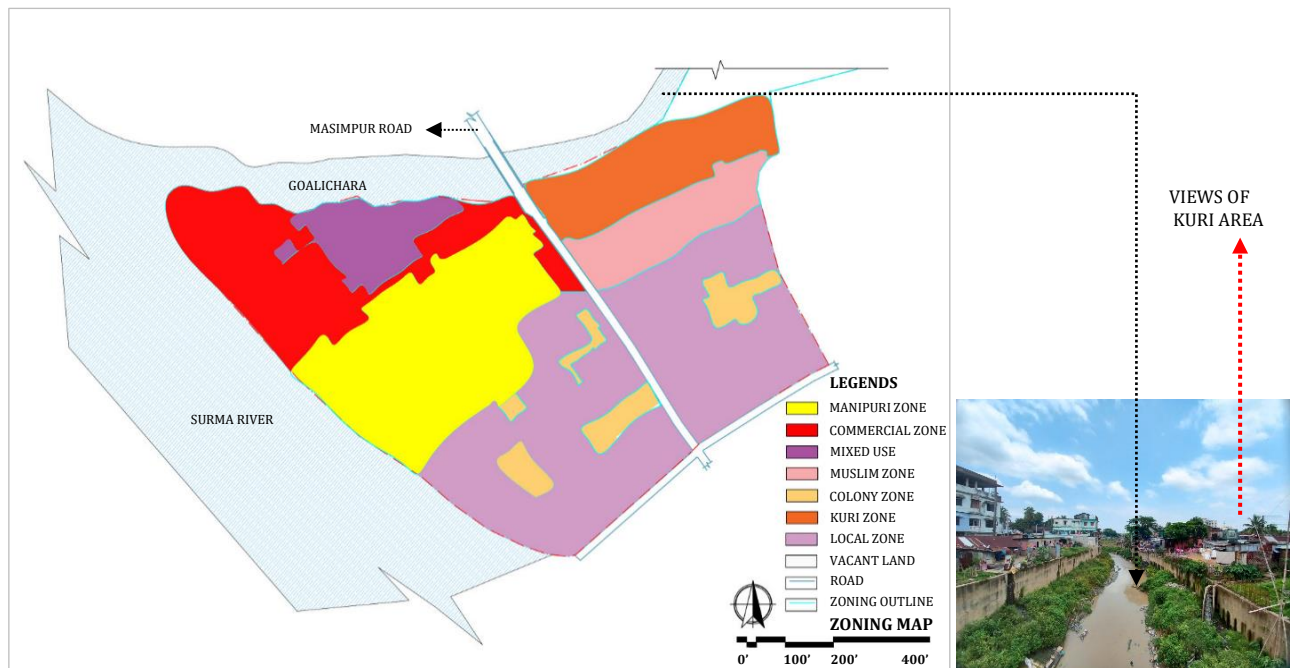 MASIMPUR ROAD
GOALICHARA
SURMA RIVER
VIEWS OF
KURI AREA
LEGENDS
MANIPURI ZONE
COMMERCIAL ZONE
MIXED USE
MUSLIM ZONE
COLONY ZONE
KURI ZONE
LOCAL ZONE
VACANT LAND
ROAD
ZONING OUTLINE
ZONING MAP
0' 100' 200' 400'